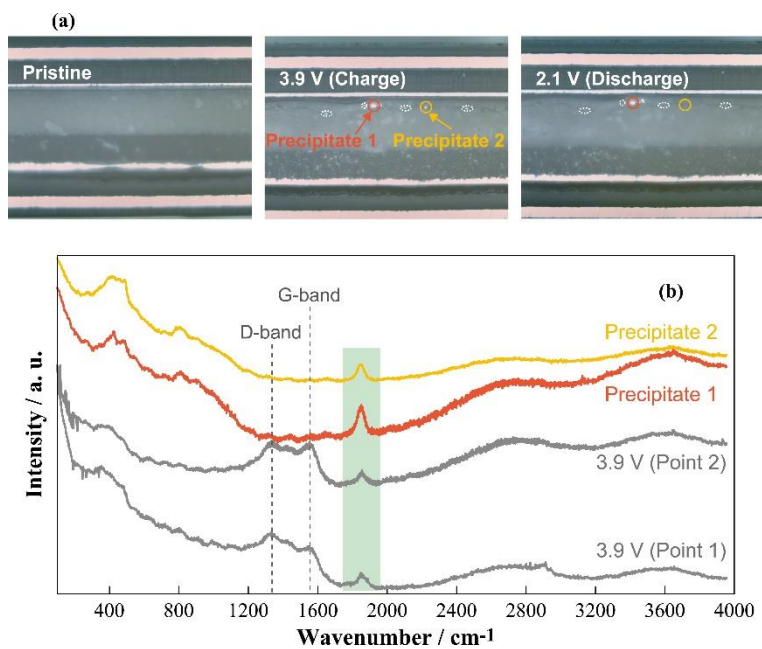 (a)
Pristine
3.9 V (Charge)
2.1 V (Discharge)
Precipitate 1
Precipitate 2
(b)
G-band
D-band
Precipitate 2
Precipitate 1
3.9 V (Point 2)
3.9 V (Point 1)
Intensity / a. u.
400 800 1200 1600 2000 2400 2800 3200 3600 4000
Wavenumber / cm-1